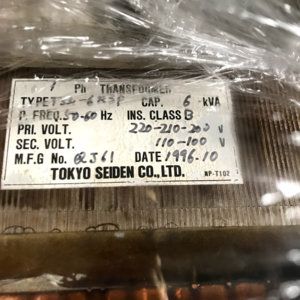 1 Ph TRANSFORMER
CAP. 6 kVA
P. FREQ. 50-60 Hz INS. CLASS B
PRI. VOLT. 220-210-200 V
SEC. VOLT. 110-100 V
M.F.G No. DATE 1996.10
TOKYO SEIDEN CO., LTD. NP-T102